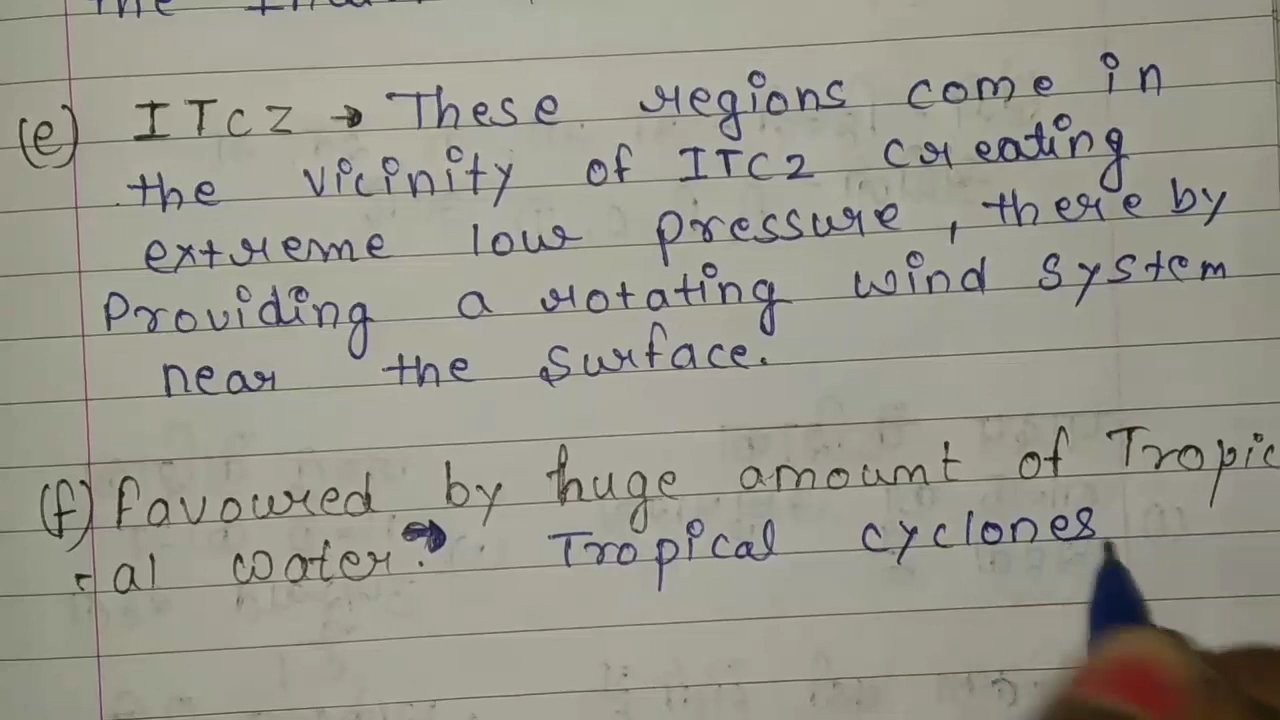 (e) ITCZ → These regions come in
the vicinity of ITCZ creating
extreme low pressure, there by
Providing a rotating wind system
near the surface.
(f) favoured by huge amount of Tropic
-al water. → Tropical cyclones